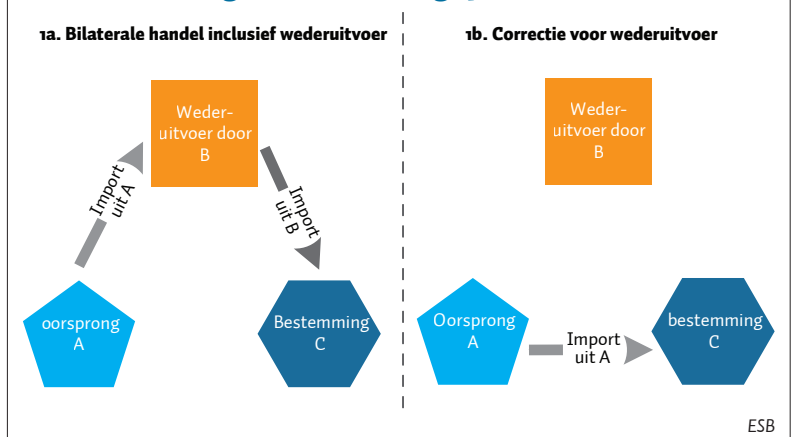 1a. Bilaterale handel inclusief wederuitvoer
Weder-
uitvoer door
B
Import
uit A
Import
uit B
oorsprong
A
Bestemming
C
1b. Correctie voor wederuitvoer
Weder-
uitvoer door
B
Oorsprong
A
Import
uit A
bestemming
C
ESB